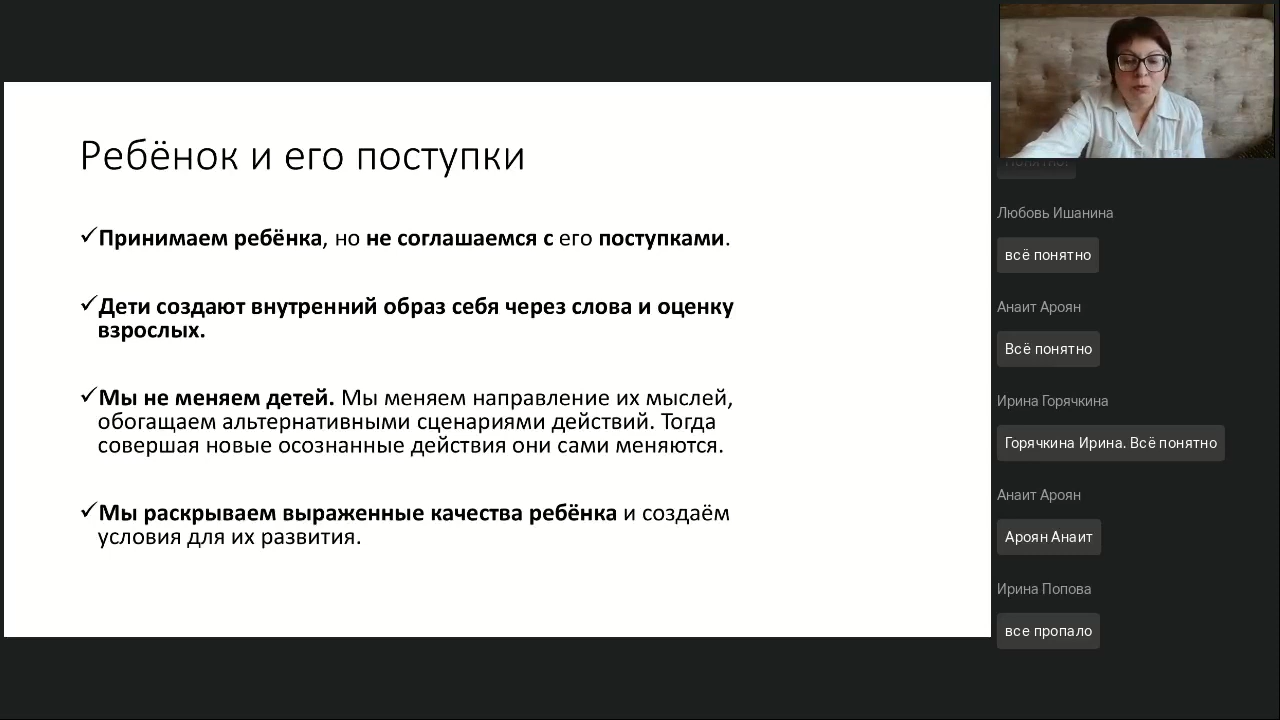 Ребёнок и его поступки
✓Принимаем ребёнка, но не соглашаемся с его поступками.
✓Дети создают внутренний образ себя через слова и оценку
взрослых.
✓Мы не меняем детей. Мы меняем направление их мыслей,
обогащаем альтернативными сценариями действий. Тогда
совершая новые осознанные действия они сами меняются.
✓Мы раскрываем выраженные качества ребёнка и создаём
условия для их развития.
Любовь Ишанина
всё понятно
Анаит Ароян
Всё понятно
Ирина Горячкина
Горячкина Ирина. Всё понятно
Анаит Ароян
Ароян Анаит
Ирина Попова
все пропало